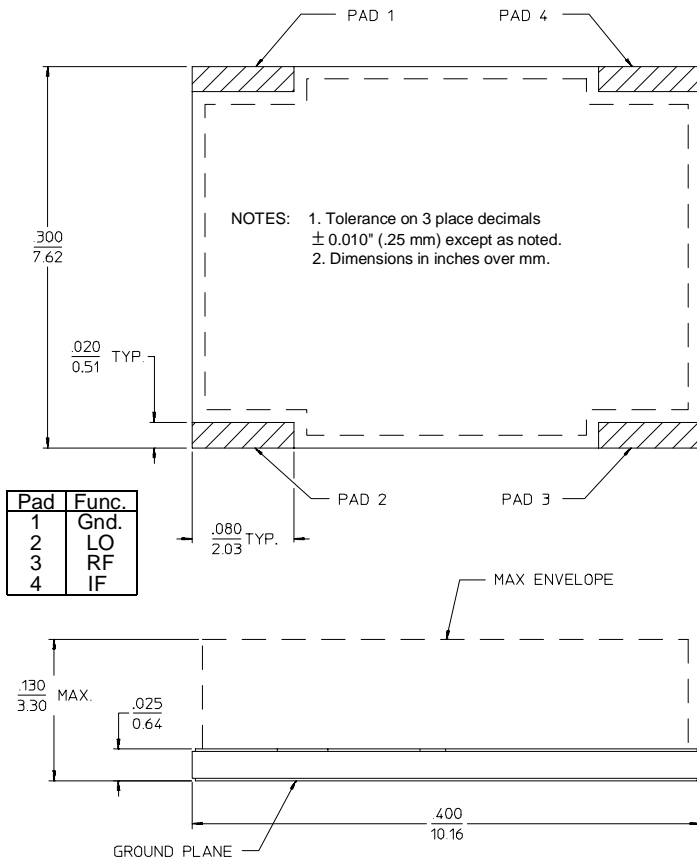 PAD 1
PAD 4
.300
7.62
NOTES: 1. Tolerance on 3 place decimals
± 0.010" (.25 mm) except as noted.
2. Dimensions in inches over mm.
.020
0.51
TYP.
PAD 2
PAD 3
Pad Func.
1 Gnd.
2 LO
3 RF
4 IF
.080
2.03
TYP.
MAX ENVELOPE
.130
3.30
MAX.
.025
0.64
.400
10.16
GROUND PLANE